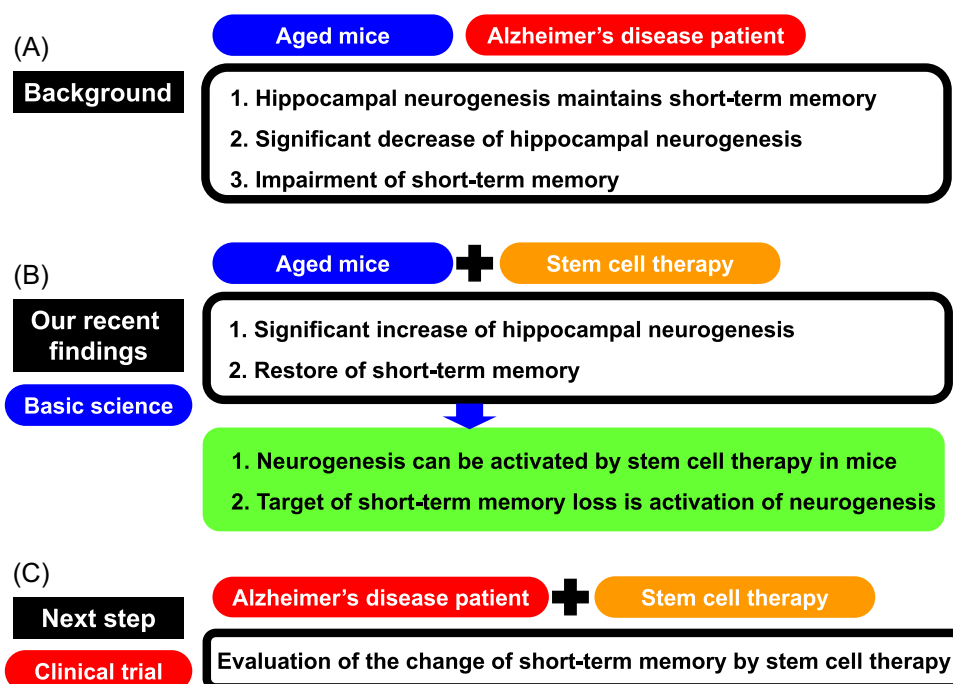 (A)
Aged mice
Alzheimer's disease patient
Background
1. Hippocampal neurogenesis maintains short-term memory
2. Significant decrease of hippocampal neurogenesis
3. Impairment of short-term memory
(B)
Aged mice
Stem cell therapy
Our recent
findings
Basic science
1. Significant increase of hippocampal neurogenesis
2. Restore of short-term memory
1. Neurogenesis can be activated by stem cell therapy in mice
2. Target of short-term memory loss is activation of neurogenesis
(C)
Alzheimer's disease patient
Stem cell therapy
Next step
Clinical trial
Evaluation of the change of short-term memory by stem cell therapy